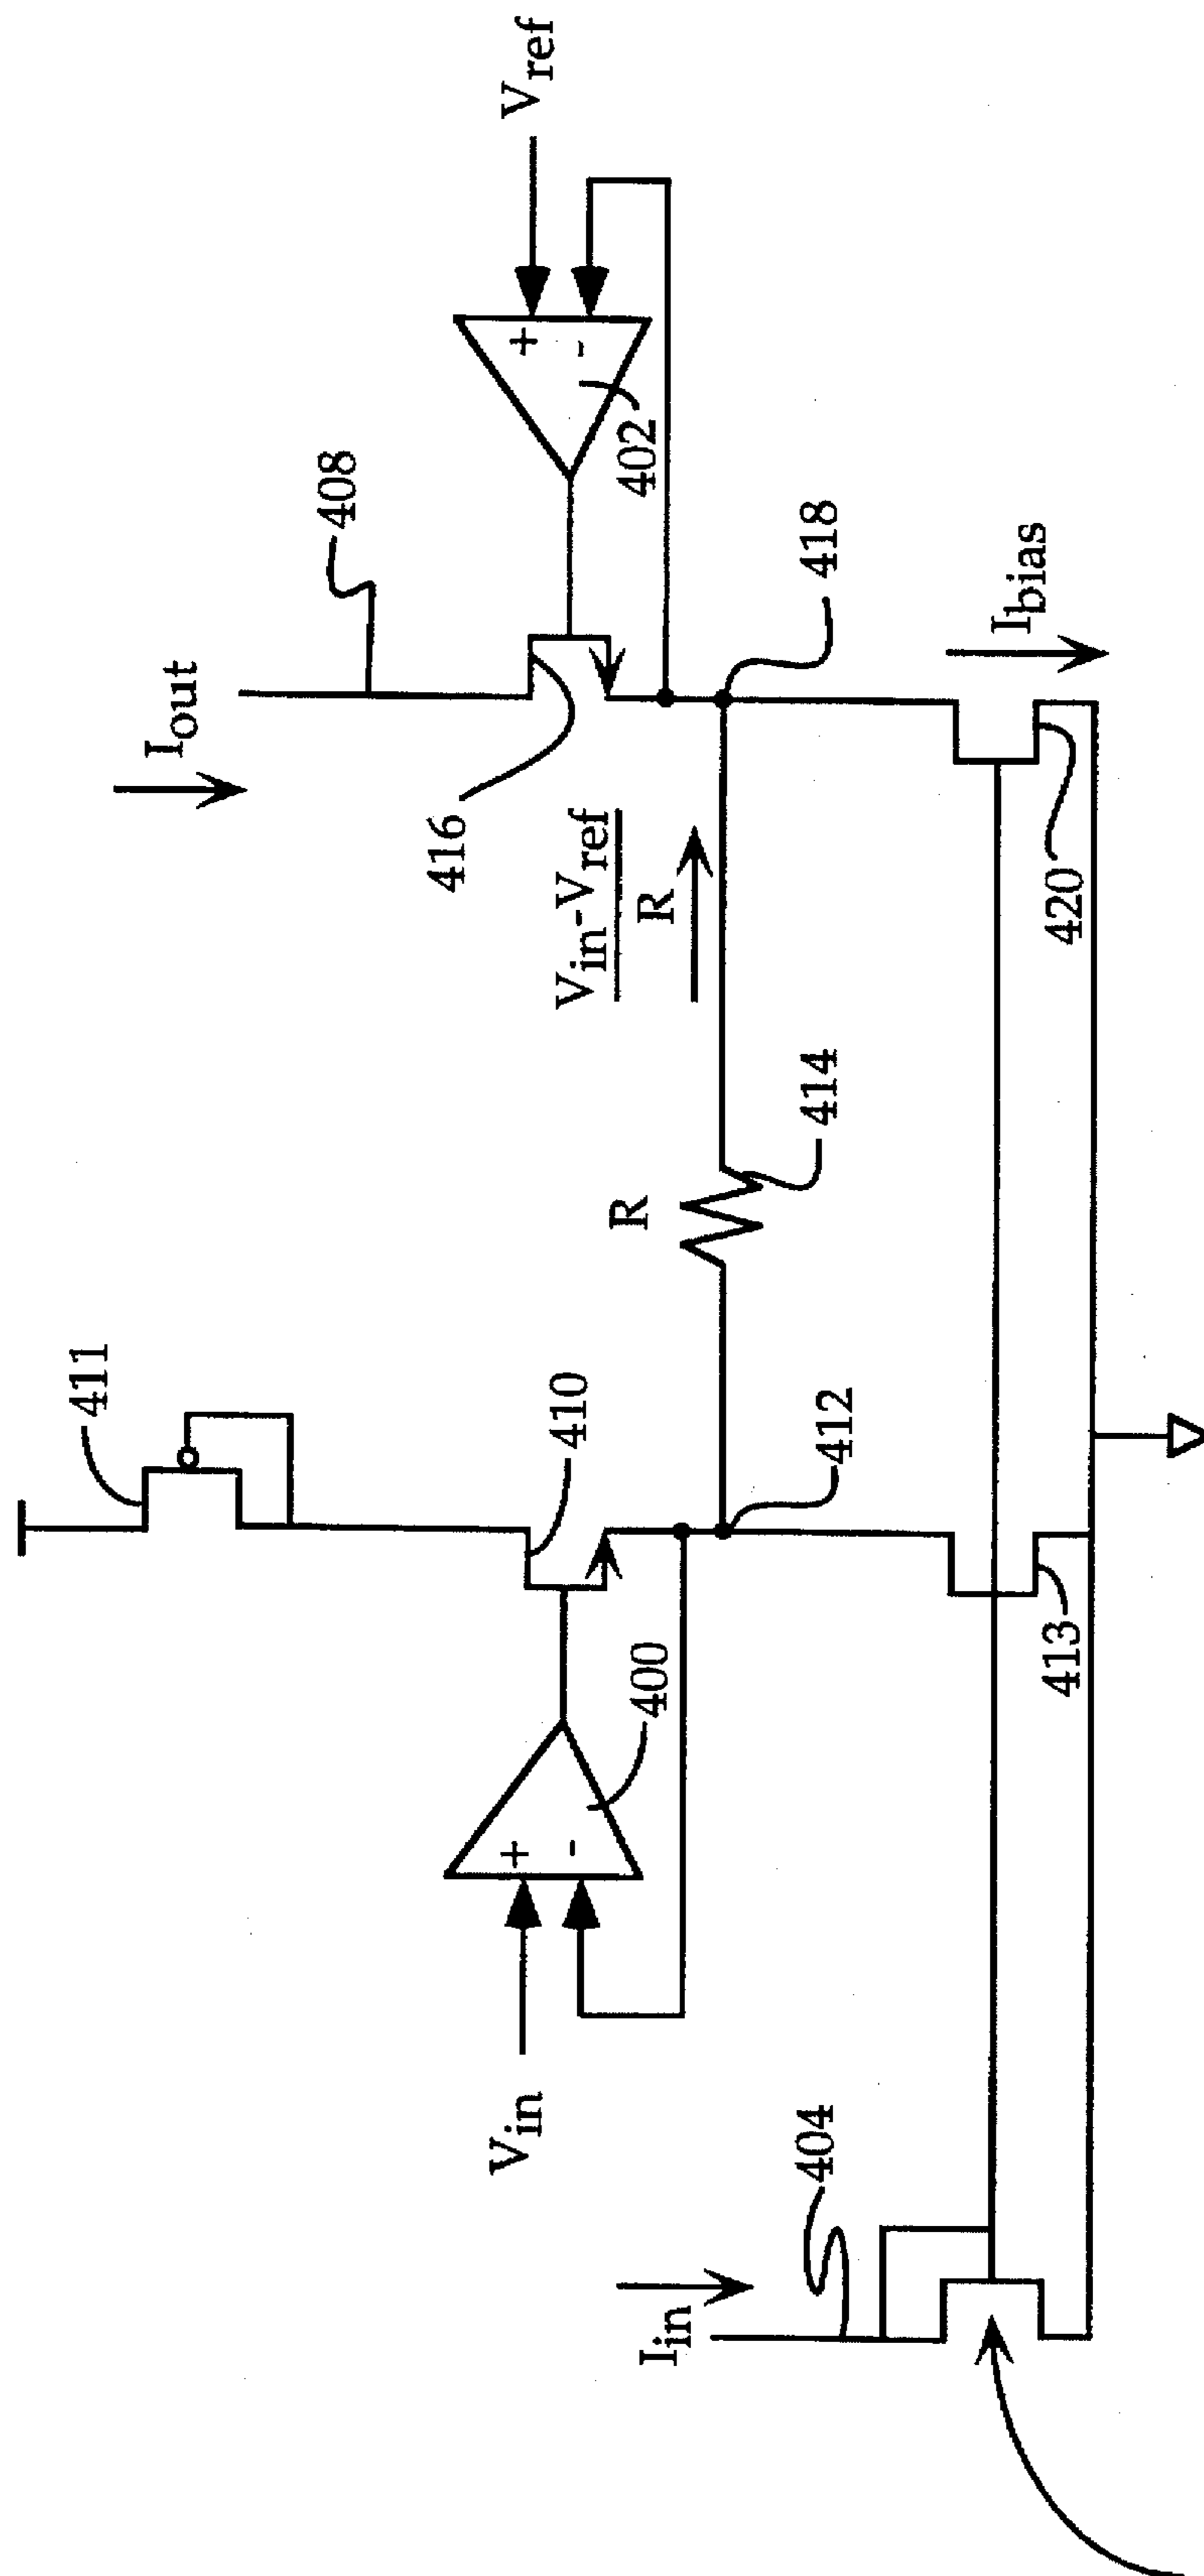 411
Iout
408
Vref
410
416
+
-
402
Vin
+
-
400
Vin-Vref
R
R
414
412
418
Iin
404
413
420
Ibias